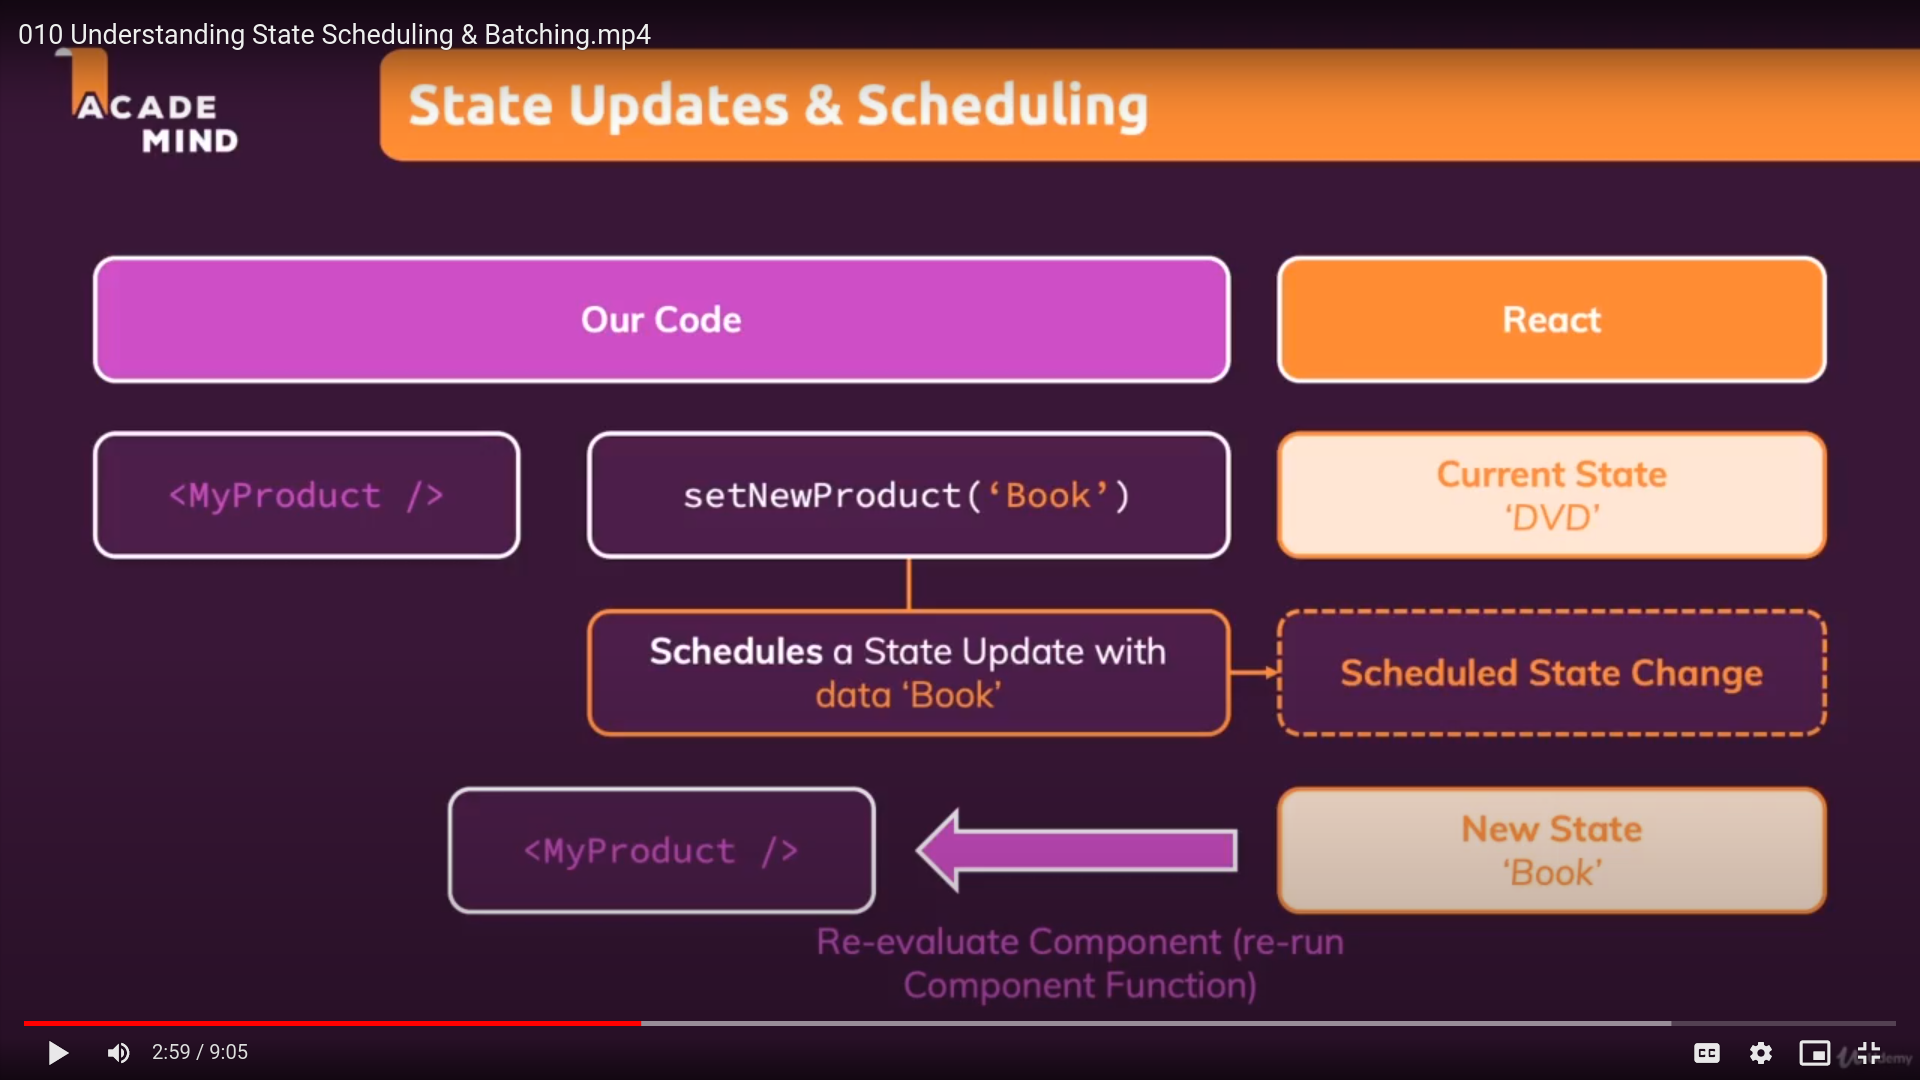 010 Understanding State Scheduling & Batching.mp4
ACADE
MIND
State Updates & Scheduling
Our Code
React
<MyProduct />
setNewProduct(‘Book’)
Current State
‘DVD’
Schedules a State Update with
data ‘Book’
Scheduled State Change
<MyProduct />
New State
‘Book’
Re-evaluate Component (re-run
Component Function)
2:59 / 9:05
CC